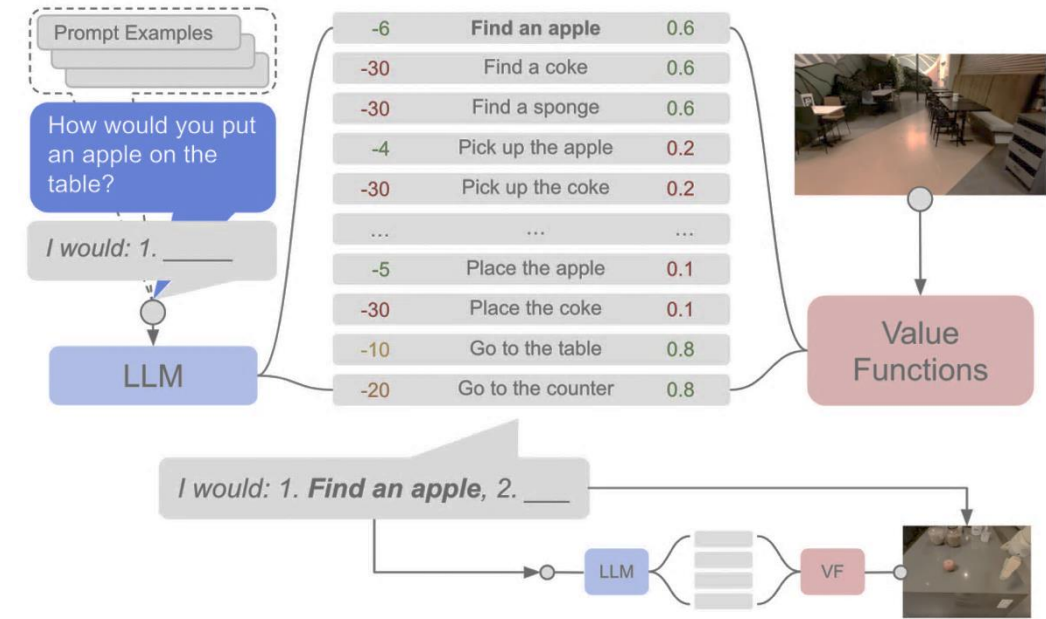 Prompt Examples
How would you put
an apple on the
table?
I would: 1. _____
LLM
-6 Find an apple 0.6
-30 Find a coke 0.6
-30 Find a sponge 0.6
-4 Pick up the apple 0.2
-30 Pick up the coke 0.2
... ... ...
-5 Place the apple 0.1
-30 Place the coke 0.1
-10 Go to the table 0.8
-20 Go to the counter 0.8
Value
Functions
I would: 1. Find an apple, 2. ___
LLM
VF